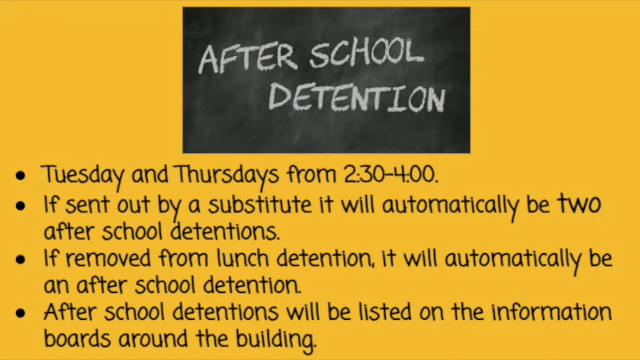 AFTER SCHOOL
DETENTION
• Tuesday and Thursdays from 2:30-4:00.
• If sent out by a substitute it will automatically be two
after school detentions.
• If removed from lunch detention, it will automatically be
an after school detention.
• After school detentions will be listed on the information
boards around the building.